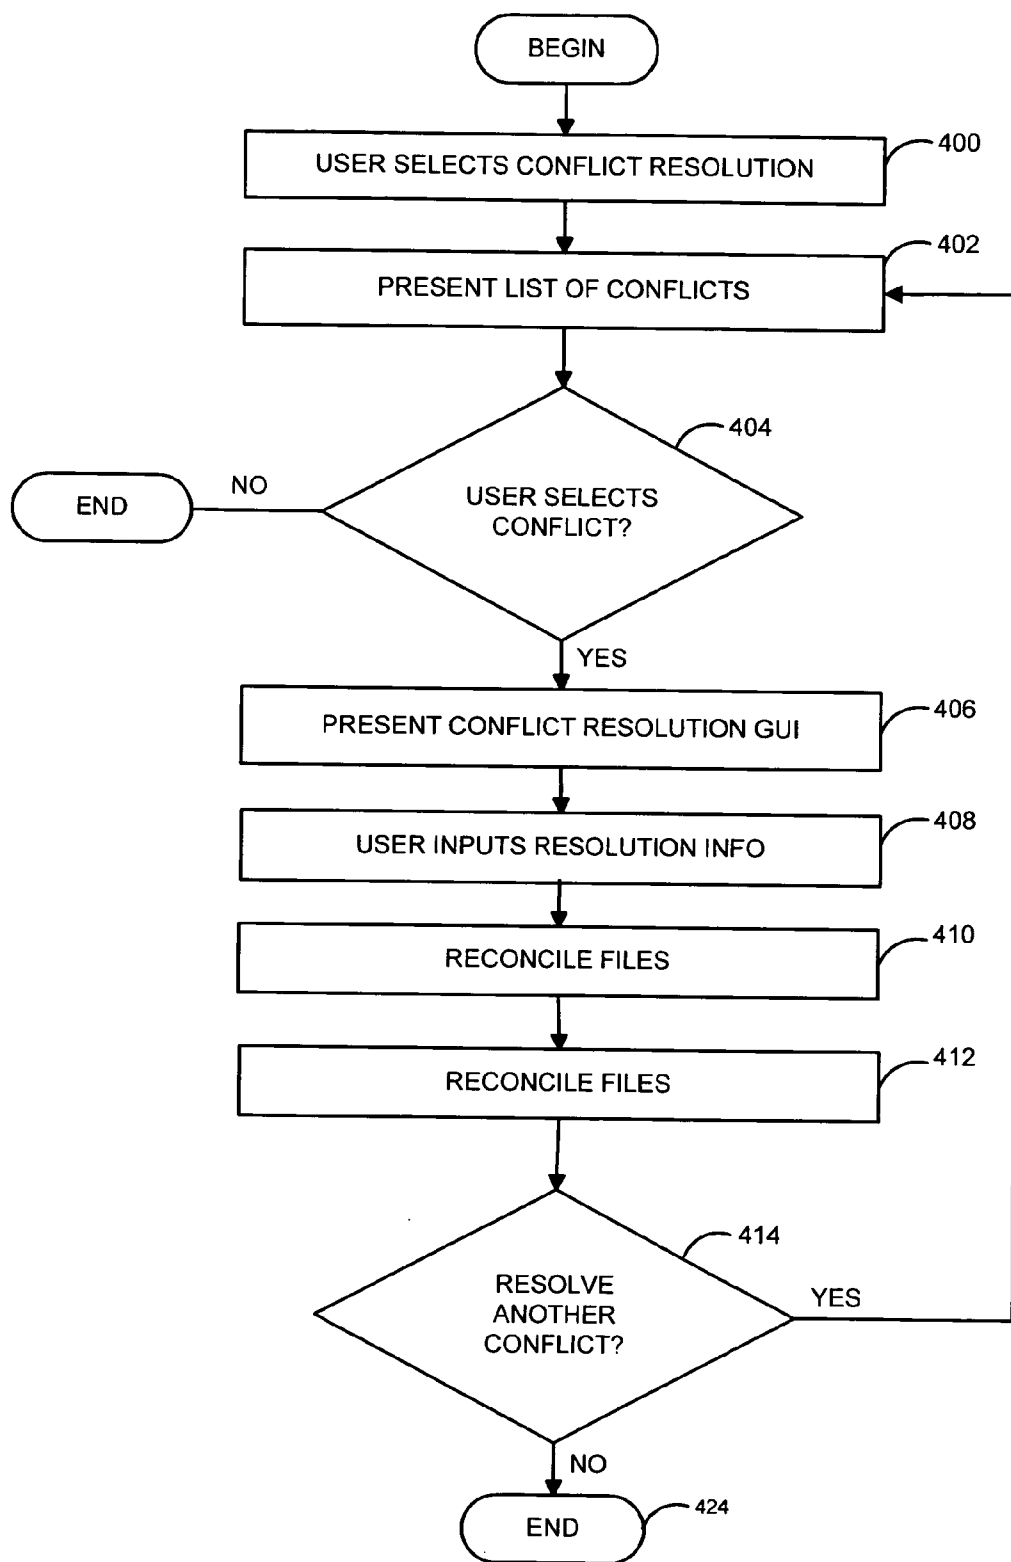 BEGIN
USER SELECTS CONFLICT RESOLUTION
400
PRESENT LIST OF CONFLICTS
402
404
USER SELECTS
CONFLICT?
NO
END
YES
PRESENT CONFLICT RESOLUTION GUI
406
USER INPUTS RESOLUTION INFO
408
RECONCILE FILES
410
RECONCILE FILES
412
414
RESOLVE
ANOTHER
CONFLICT?
YES
NO
END
424